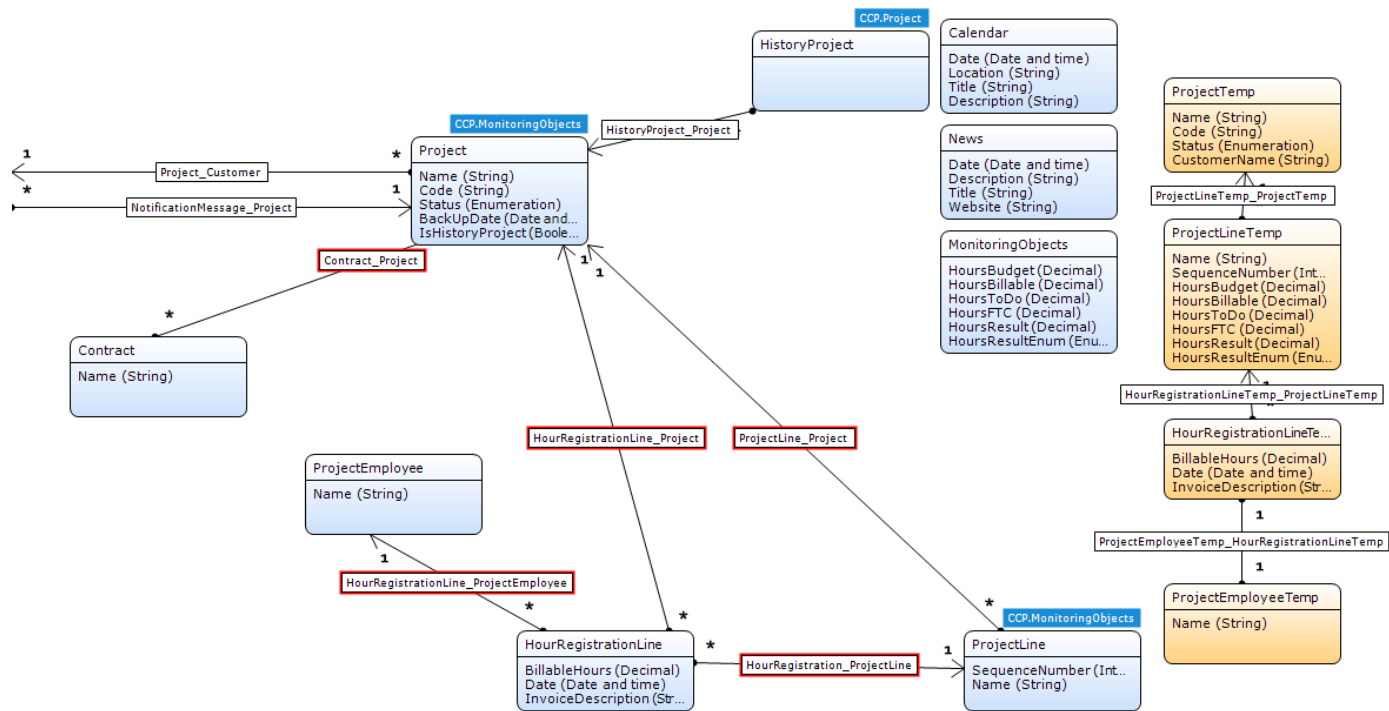 CCP.Project
HistoryProject
Calendar
Date (Date and time)
Location (String)
Title (String)
Description (String)
CCP.MonitoringObjects
Project
Name (String)
Code (String)
Status (Enumeration)
BackUpDate (Date and...
IsHistoryProject (Boole...
HistoryProject_Project
1
*
Project_Customer
*
1
NotificationMessage_Project
News
Date (Date and time)
Description (String)
Title (String)
Website (String)
MonitoringObjects
HoursBudget (Decimal)
HoursBillable (Decimal)
HoursToDo (Decimal)
HoursFTC (Decimal)
HoursResult (Decimal)
HoursResultEnum (Enu...
ProjectTemp
Name (String)
Code (String)
Status (Enumeration)
CustomerName (String)
ProjectLineTemp_ProjectTemp
ProjectLineTemp
Name (String)
SequenceNumber (Int...
HoursBudget (Decimal)
HoursBillable (Decimal)
HoursToDo (Decimal)
HoursFTC (Decimal)
HoursResult (Decimal)
HoursResultEnum (Enu...
HourRegistrationLineTemp_ProjectLineTemp
HourRegistrationLineTe...
BillableHours (Decimal)
Date (Date and time)
InvoiceDescription (Str...
1
ProjectEmployeeTemp_HourRegistrationLineTemp
1
ProjectEmployeeTemp
Name (String)
Contract_Project
*
Contract
Name (String)
1
1
HourRegistrationLine_Project
ProjectLine_Project
ProjectEmployee
Name (String)
1
HourRegistrationLine_ProjectEmployee
*
*
*
CCP.MonitoringObjects
HourRegistrationLine
BillableHours (Decimal)
Date (Date and time)
InvoiceDescription (Str...
*
HourRegistration_ProjectLine
1
ProjectLine
SequenceNumber (Int...
Name (String)